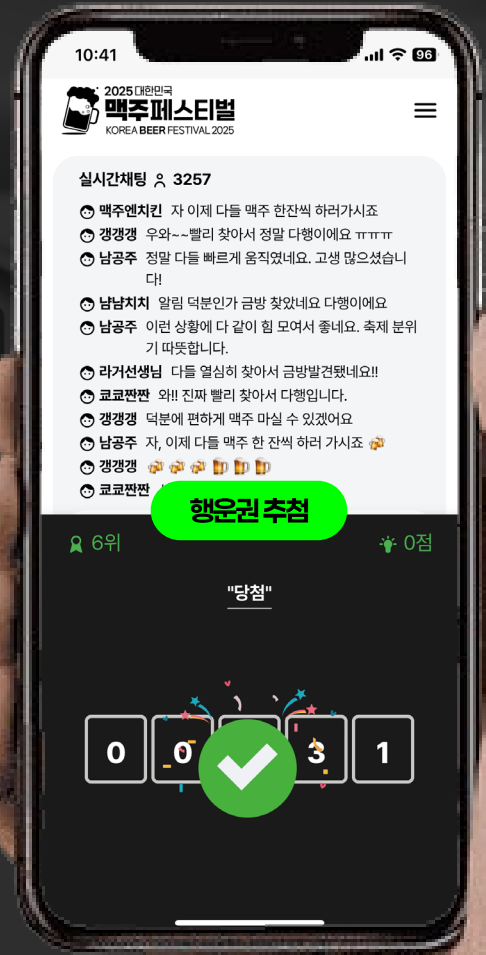 10:41
96
2025 대한민국
맥주페스티벌
KOREA BEER FESTIVAL 2025
실시간채팅 3257
맥주엔치킨 자 이제 다들 맥주 한잔씩 하러가시죠
갱갱갱 우와~~빨리 찾아서 정말 다행이에요 ㅠㅠㅠ
남공주 정말 다들 빠르게 움직였네요. 고생 많으셨습니
다!
냠냠치치 알림 덕분인가 금방 찾았네요 다행이에요
남공주 이런 상황에 다 같이 힘 모여서 좋네요. 축제 분위
기 따뜻합니다.
라거선생님 다들 열심히 찾아서 금방발견됐네요!!
쿄쿄짠짠 와!! 진짜 빨리 찾아서 다행입니다.
갱갱갱 덕분에 편하게 맥주 마실 수 있겠어요
남공주 자, 이제 다들 맥주 한 잔씩 하러 가시죠 🍻
갱갱갱 🍻🍻🍻🍺🍺🍺
쿄쿄짠짠
행운권 추첨
6위 0점
"당첨"
0 0 3 1